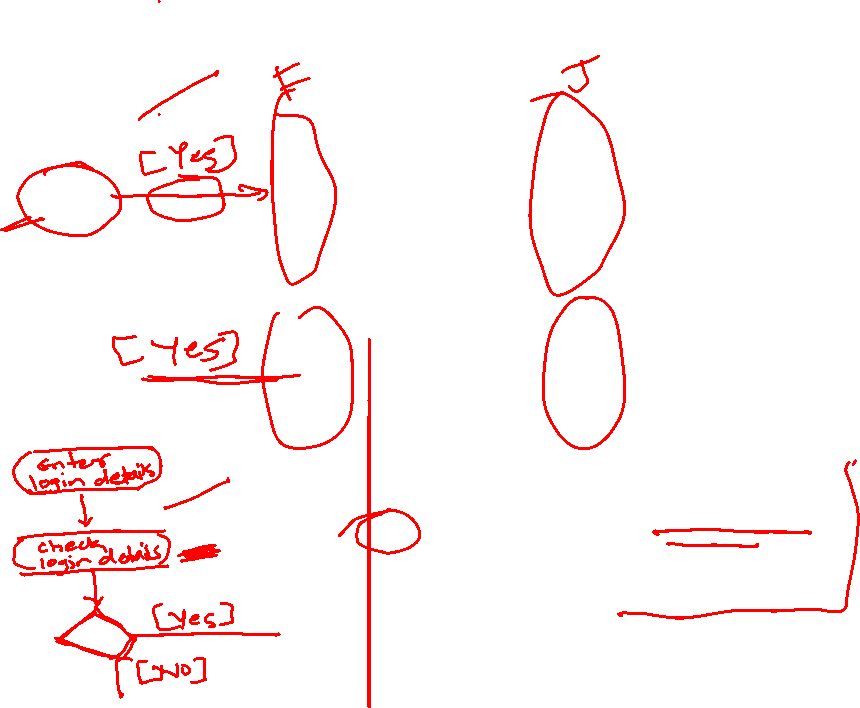 E
J
[Yes]
[Yes]
enter
login details
check
login details
[Yes]
[NO]